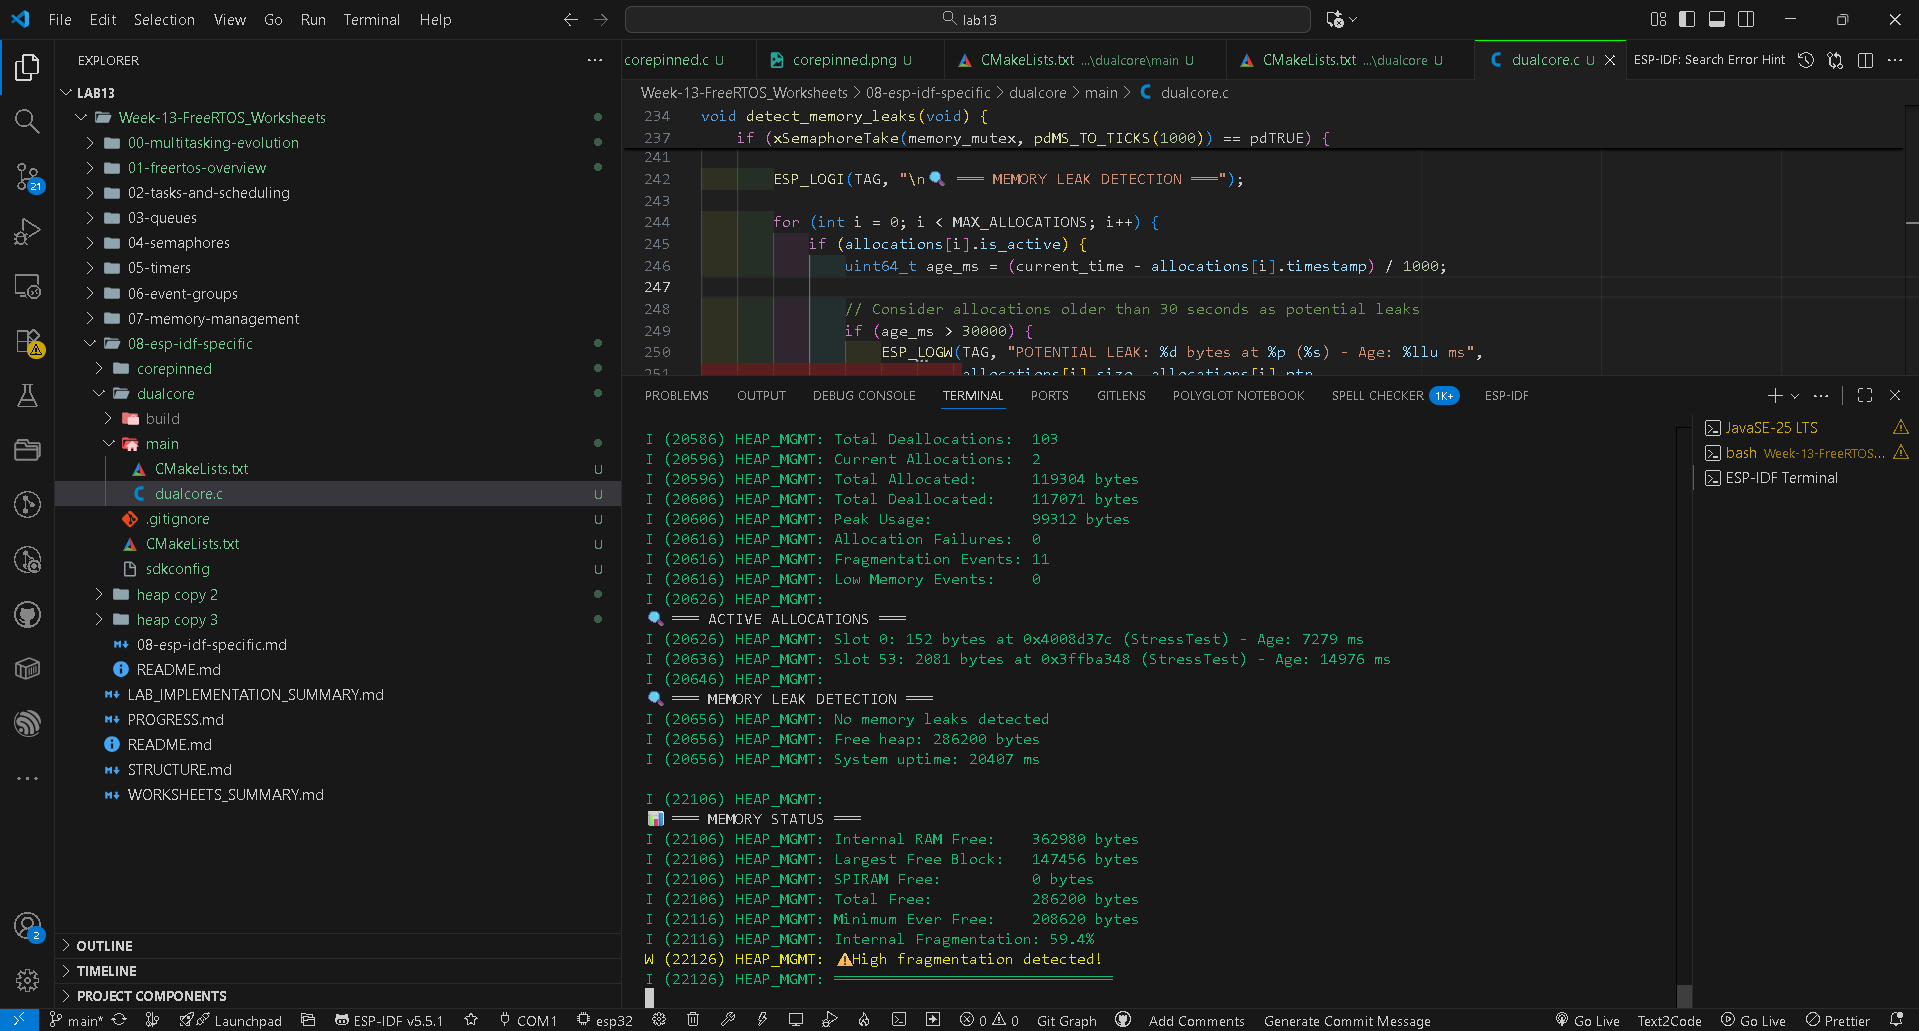 File Edit Selection View Go Run Terminal Help
lab13
EXPLORER
LAB13
Week-13-FreeRTOS_Worksheets
00-multitasking-evolution
01-freertos-overview
02-tasks-and-scheduling
03-queues
04-semaphores
05-timers
06-event-groups
07-memory-management
08-esp-idf-specific
corepinned
dualcore
build
main
CMakeLists.txt U
dualcore.c U
.gitignore U
CMakeLists.txt U
sdkconfig U
heap copy 2
heap copy 3
08-esp-idf-specific.md
README.md
LAB_IMPLEMENTATION_SUMMARY.md
PROGRESS.md
README.md
STRUCTURE.md
WORKSHEETS_SUMMARY.md
OUTLINE
TIMELINE
PROJECT COMPONENTS
21
2
corepinned.c U
corepinned.png U
CMakeLists.txt ...\dualcore\main U
CMakeLists.txt ...\dualcore U
dualcore.c U
ESP-IDF: Search Error Hint
Week-13-FreeRTOS_Worksheets > 08-esp-idf-specific > dualcore > main > dualcore.c
234 void detect_memory_leaks(void) {
237 if (xSemaphoreTake(memory_mutex, pdMS_TO_TICKS(1000)) == pdTRUE) {
241
242 ESP_LOGI(TAG, "\n🔍 === MEMORY LEAK DETECTION ===");
243
244 for (int i = 0; i < MAX_ALLOCATIONS; i++) {
245 if (allocations[i].is_active) {
246 uint64_t age_ms = (current_time - allocations[i].timestamp) / 1000;
247
248 // Consider allocations older than 30 seconds as potential leaks
249 if (age_ms > 30000) {
250 ESP_LOGW(TAG, "POTENTIAL LEAK: %d bytes at %p (%s) - Age: %llu ms",
251 allocations[i].size, allocations[i].ptr,
PROBLEMS OUTPUT DEBUG CONSOLE TERMINAL PORTS GITLENS POLYGLOT NOTEBOOK SPELL CHECKER 1K+ ESP-IDF
I (20586) HEAP_MGMT: Total Deallocations: 103
I (20596) HEAP_MGMT: Current Allocations: 2
I (20596) HEAP_MGMT: Total Allocated: 119304 bytes
I (20606) HEAP_MGMT: Total Deallocated: 117071 bytes
I (20606) HEAP_MGMT: Peak Usage: 99312 bytes
I (20616) HEAP_MGMT: Allocation Failures: 0
I (20616) HEAP_MGMT: Fragmentation Events: 11
I (20616) HEAP_MGMT: Low Memory Events: 0
I (20626) HEAP_MGMT:
🔍 === ACTIVE ALLOCATIONS ===
I (20626) HEAP_MGMT: Slot 0: 152 bytes at 0x4008d37c (StressTest) - Age: 7279 ms
I (20636) HEAP_MGMT: Slot 53: 2081 bytes at 0x3ffba348 (StressTest) - Age: 14976 ms
I (20646) HEAP_MGMT:
🔍 === MEMORY LEAK DETECTION ===
I (20656) HEAP_MGMT: No memory leaks detected
I (20656) HEAP_MGMT: Free heap: 286200 bytes
I (20656) HEAP_MGMT: System uptime: 20407 ms
I (22106) HEAP_MGMT:
📊 === MEMORY STATUS ===
I (22106) HEAP_MGMT: Internal RAM Free: 362980 bytes
I (22106) HEAP_MGMT: Largest Free Block: 147456 bytes
I (22106) HEAP_MGMT: SPIRAM Free: 0 bytes
I (22106) HEAP_MGMT: Total Free: 286200 bytes
I (22116) HEAP_MGMT: Minimum Ever Free: 208620 bytes
I (22116) HEAP_MGMT: Internal Fragmentation: 59.4%
W (22126) HEAP_MGMT: ⚠️High fragmentation detected!
I (22126) HEAP_MGMT: ===============================
JavaSE-25 LTS
bash Week-13-FreeRTOS...
ESP-IDF Terminal
main* Launchpad ESP-IDF v5.5.1 COM1 esp32 0 0 Git Graph Add Comments Generate Commit Message Go Live Text2Code Go Live Prettier